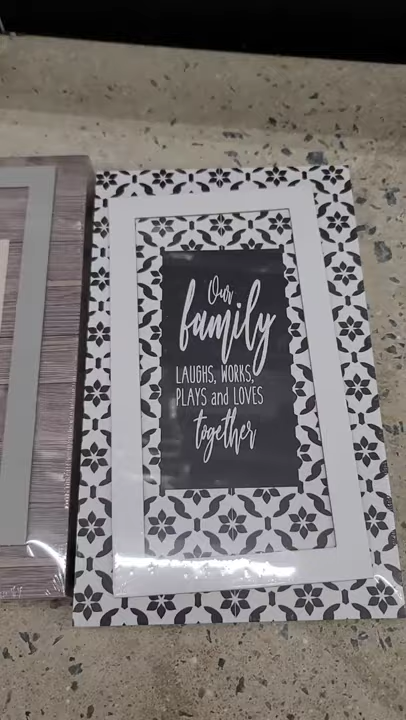 Our
family
LAUGHS, WORKS,
PLAYS and LOVES
together